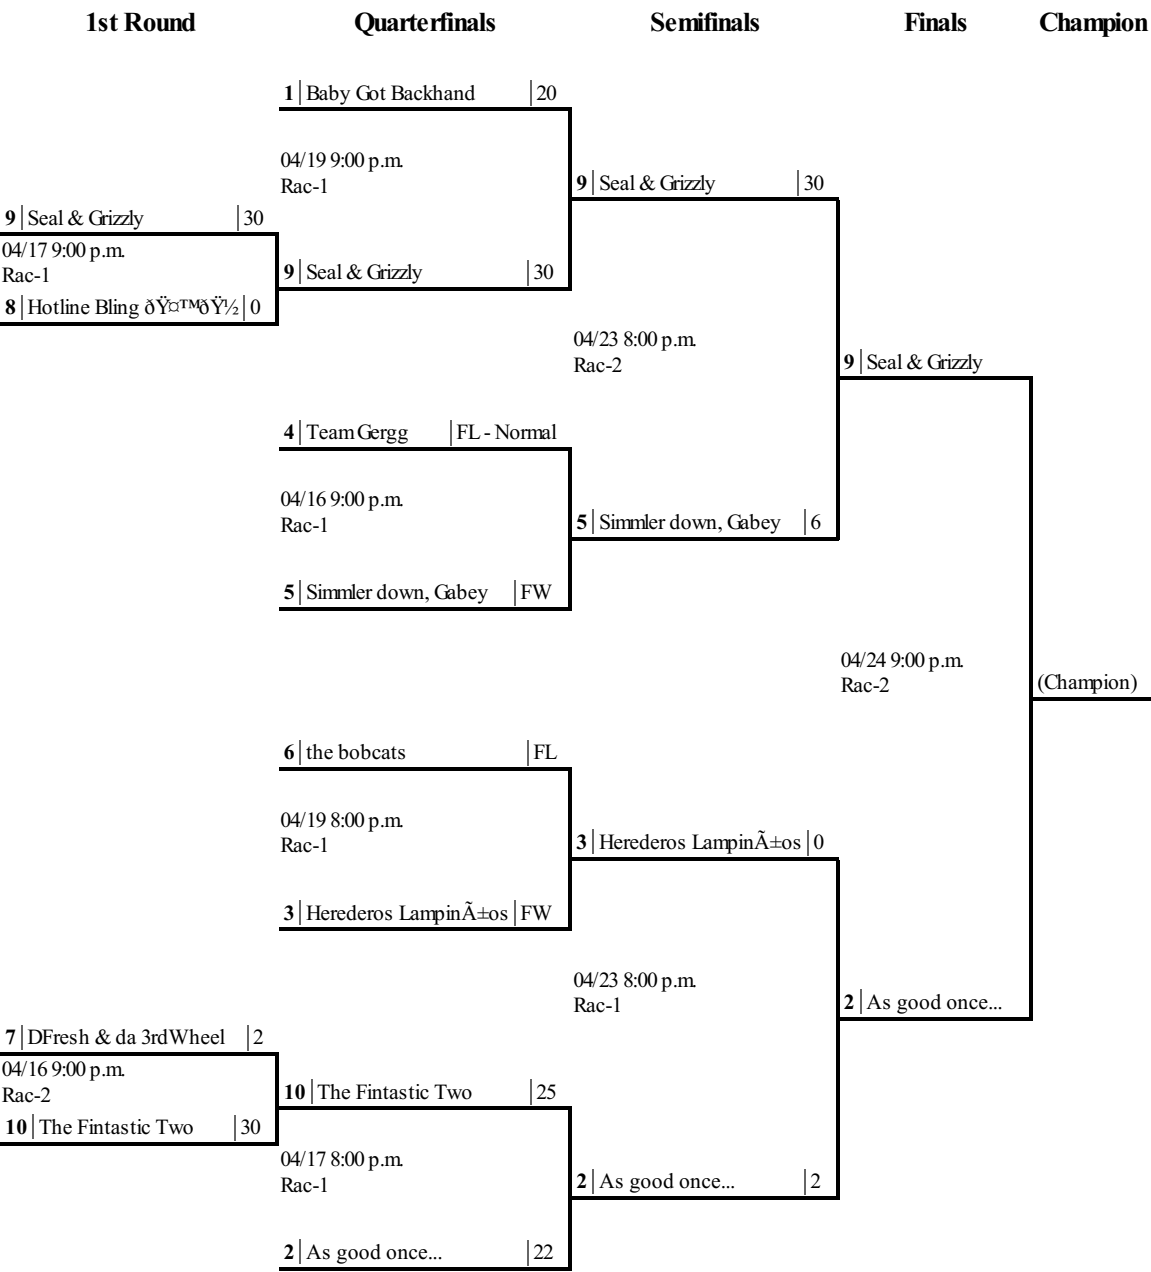 1st Round Quarterfinals Semifinals Finals Champion
1 Baby Got Backhand 20
04/19 9:00 p.m.
Rac-1
9 Seal & Grizzly 30
9 Seal & Grizzly 30
04/17 9:00 p.m.
Rac-1
9 Seal & Grizzly 30
8 Hotline Bling ðŸ¤™ðŸ½ 0
04/23 8:00 p.m.
Rac-2
9 Seal & Grizzly
4 Team Gergg FL - Normal
04/16 9:00 p.m.
Rac-1
5 Simmler down, Gabey 6
5 Simmler down, Gabey FW
04/24 9:00 p.m.
Rac-2
(Champion)
6 the bobcats FL
04/19 8:00 p.m.
Rac-1
3 Herederos LampinÃ±os 0
3 Herederos LampinÃ±os FW
04/23 8:00 p.m.
Rac-1
2 As good once...
7 DFresh & da 3rdWheel 2
04/16 9:00 p.m.
Rac-2
10 The Fintastic Two 25
10 The Fintastic Two 30
04/17 8:00 p.m.
Rac-1
2 As good once... 2
2 As good once... 22